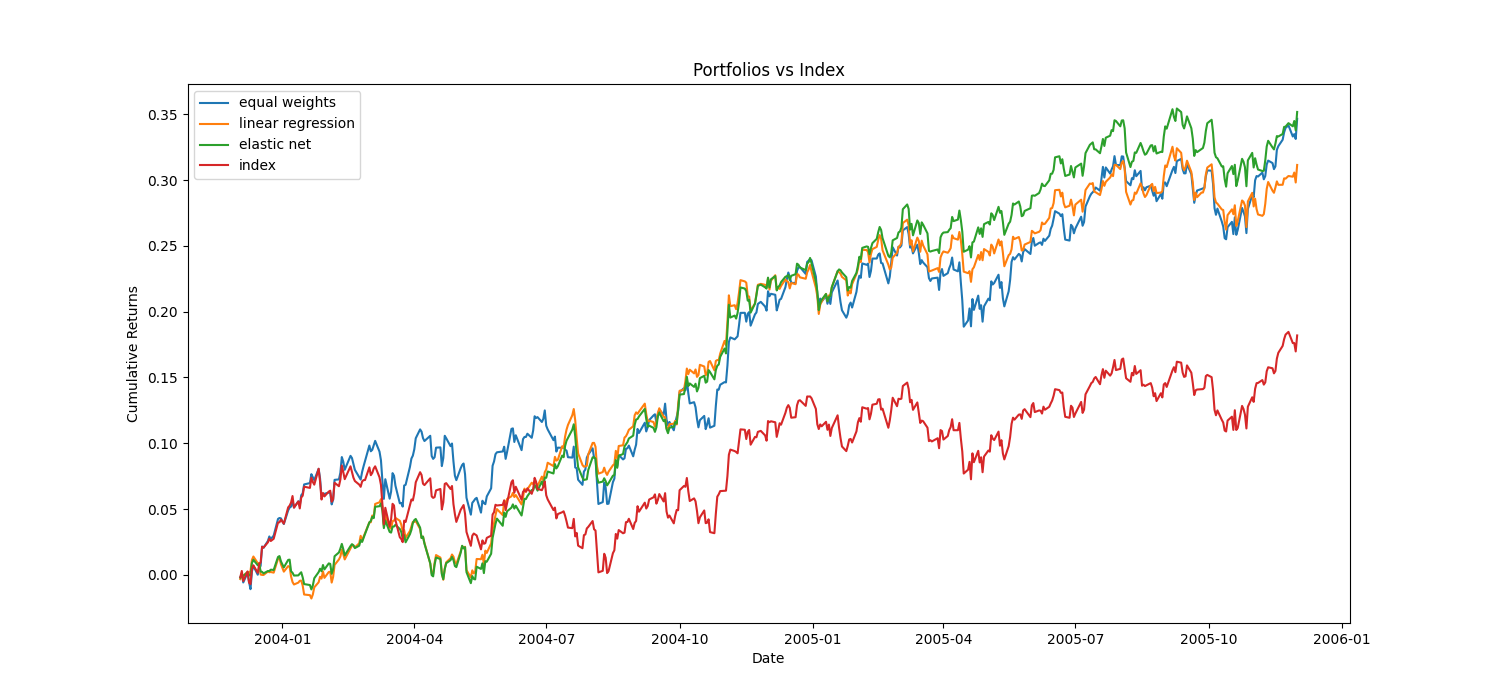 Portfolios vs Index
equal weights
linear regression
elastic net
index
Cumulative Returns
0.35
0.30
0.25
0.20
0.15
0.10
0.05
0.00
2004-01 2004-04 2004-07 2004-10 2005-01 2005-04 2005-07 2005-10 2006-01
Date